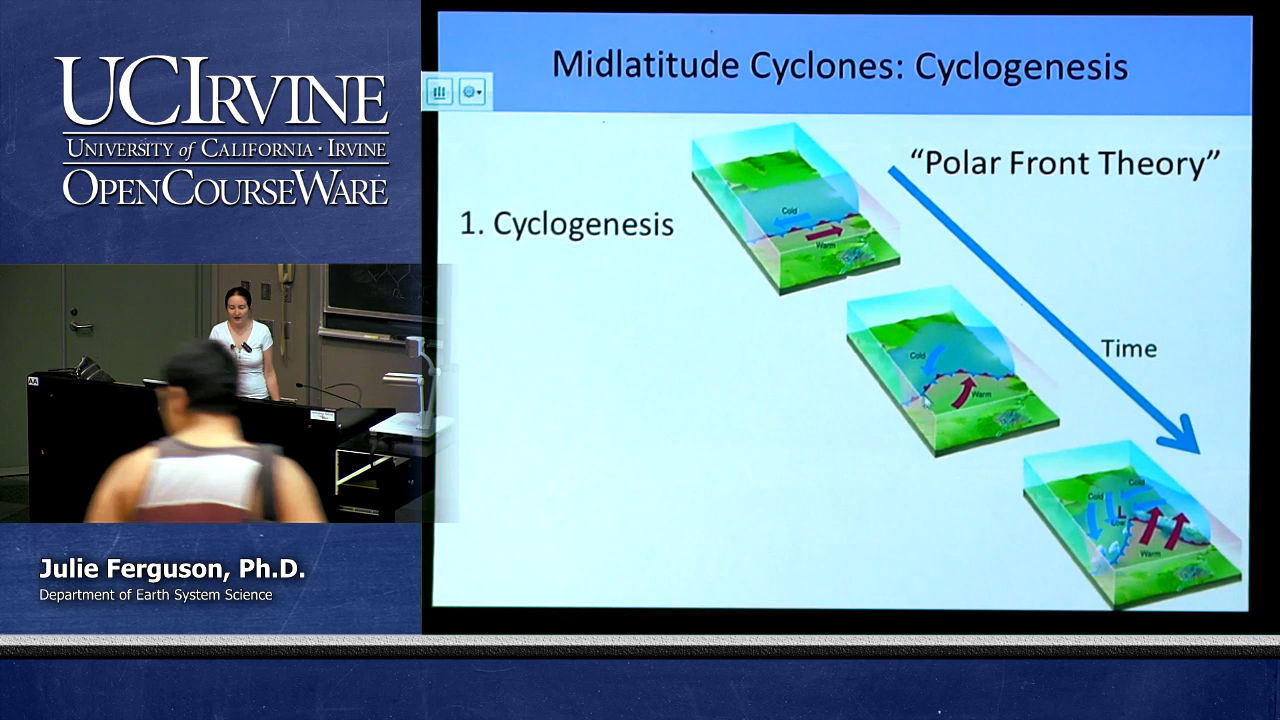 UCIRVINE
UNIVERSITY of CALIFORNIA · IRVINE
OPENCOURSEWARE
Midlatitude Cyclones: Cyclogenesis
“Polar Front Theory”
1. Cyclogenesis
Cold
Warm
Cold
Warm
Time
Cold
Cold
L
Low
Warm
AA
Julie Ferguson, Ph.D.
Department of Earth System Science